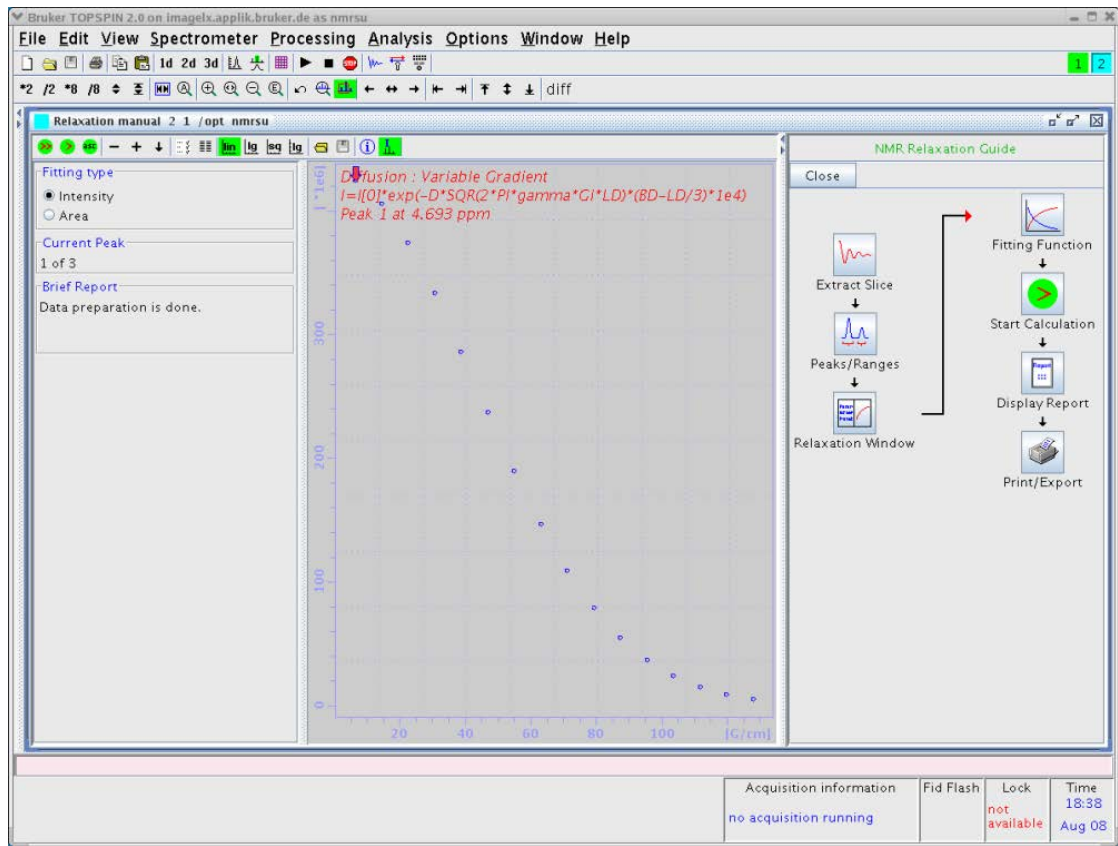 Bruker TOPSPIN 2.0 on imagelx.applik.bruker.de as nmrsu
File Edit View Spectrometer Processing Analysis Options Window Help
1d 2d 3d
1 2
*2 /2 *8 /8 diff
Relaxation manual 2 1 /opt nmrsu
ASC lin lg sq lg
Fitting type
Intensity
Area
Current Peak
1 of 3
Brief Report
Data preparation is done.
Diffusion : Variable Gradient
I=I[0]*exp(-D*SQR(2*PI*gamma*Gi*LD)*(BD-LD/3)*1e4)
Peak 1 at 4.693 ppm
I *1e6]
300
200
100
0
20 40 60 80 100 [G/cm]
NMR Relaxation Guide
Close
Extract Slice
Peaks/Ranges
Relaxation Window
Fitting Function
Start Calculation
Report
Display Report
Print/Export
Acquisition information
no acquisition running
Fid Flash
Lock
not
available
Time
18:38
Aug 08